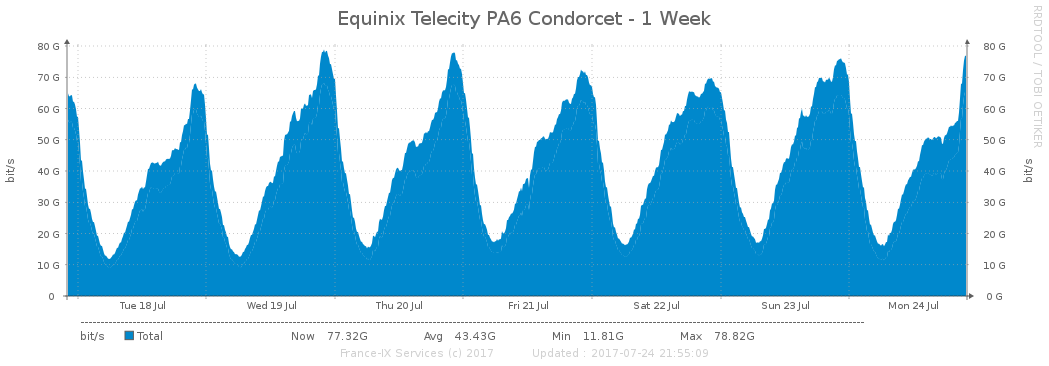 Equinix Telecity PA6 Condorcet - 1 Week
RRDTOOL / TOBI OETIKER
80 G 80 G
70 G 70 G
60 G 60 G
50 G 50 G
40 G 40 G
30 G 30 G
20 G 20 G
10 G 10 G
0 0 G
bit/s bit/s
Tue 18 Jul Wed 19 Jul Thu 20 Jul Fri 21 Jul Sat 22 Jul Sun 23 Jul Mon 24 Jul
bit/s Total Now 77.32G Avg 43.43G Min 11.81G Max 78.82G
France-IX Services (c) 2017 Updated : 2017-07-24 21:55:09